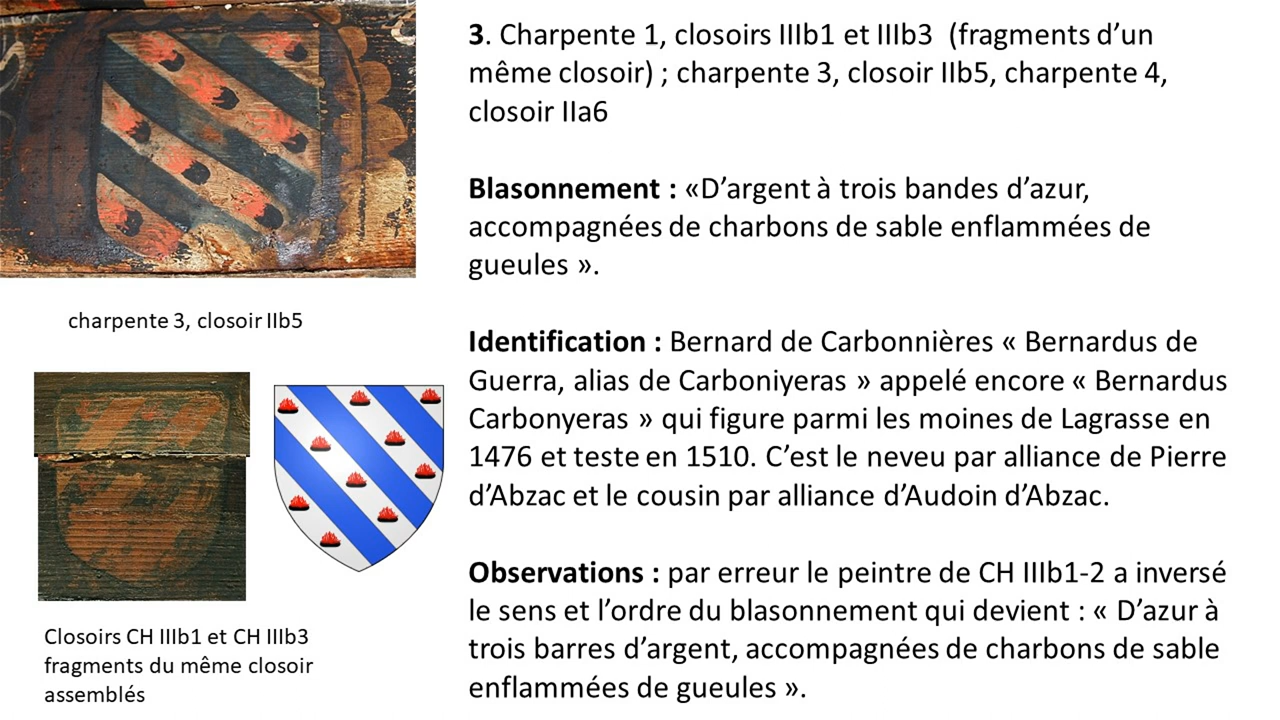 3. Charpente 1, closoirs IIIb1 et IIIb3 (fragments d’un
même closoir) ; charpente 3, closoir IIb5, charpente 4,
closoir IIa6
Blasonnement : «D’argent à trois bandes d’azur,
accompagnées de charbons de sable enflammées de
gueules ».
Identification : Bernard de Carbonnières « Bernardus de
Guerra, alias de Carboniyeras » appelé encore « Bernardus
Carbonyeras » qui figure parmi les moines de Lagrasse en
1476 et teste en 1510. C’est le neveu par alliance de Pierre
d’Abzac et le cousin par alliance d’Audoin d’Abzac.
Observations : par erreur le peintre de CH IIIb1-2 a inversé
le sens et l’ordre du blasonnement qui devient : « D’azur à
trois barres d’argent, accompagnées de charbons de sable
enflammées de gueules ».
charpente 3, closoir IIb5
Closoirs CH IIIb1 et CH IIIb3
fragments du même closoir
assemblés